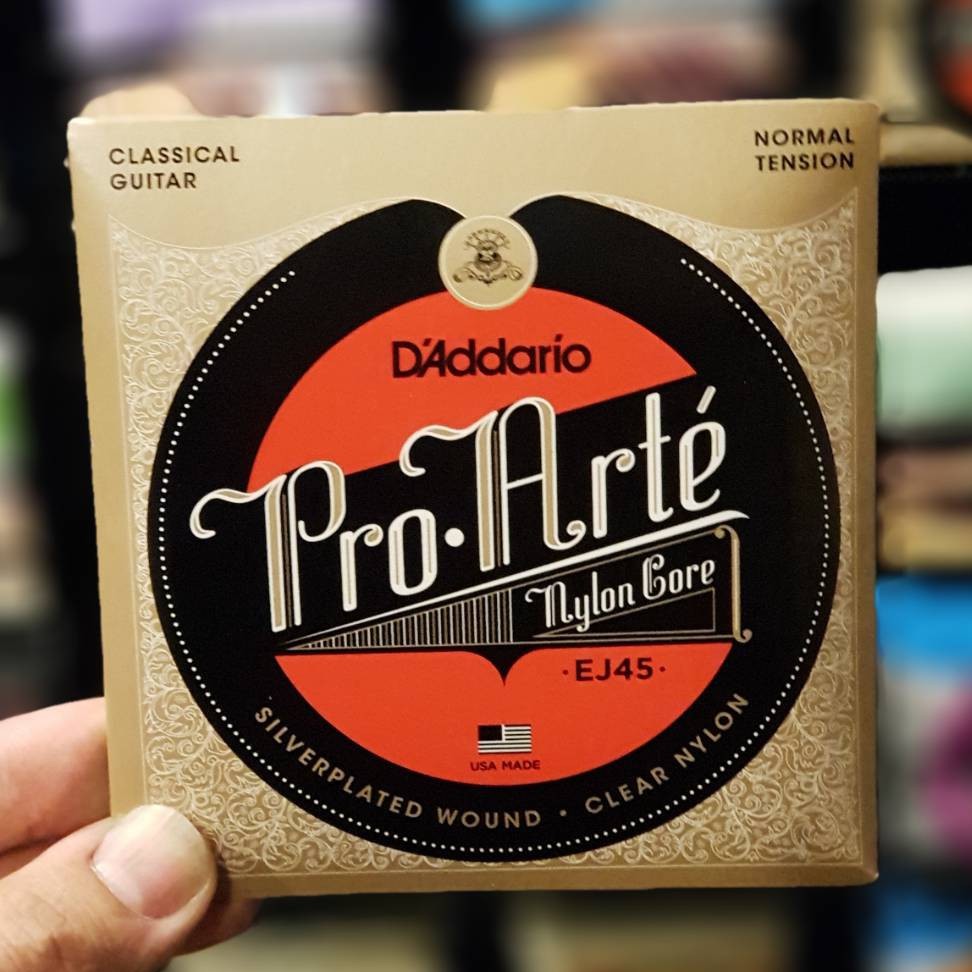 CLASSICAL
GUITAR
NORMAL
TENSION
D'Addario
Pro·Arté
Nylon Core
·EJ45·
USA MADE
SILVERPLATED WOUND • CLEAR NYLON